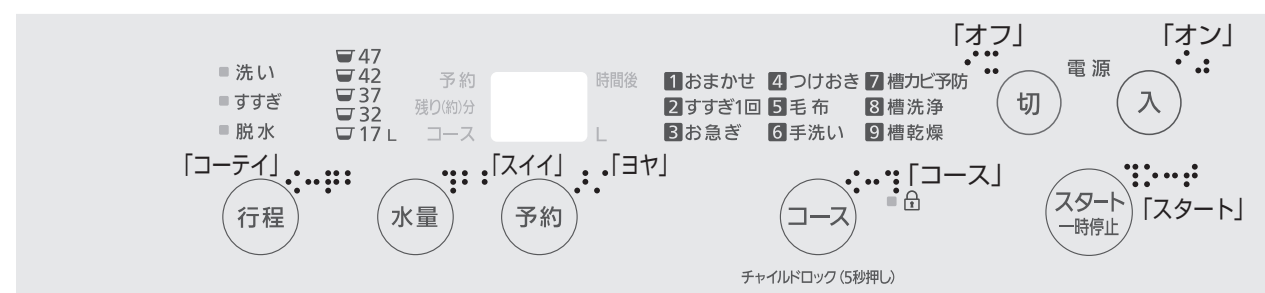 「オフ」
「オン」
電源
切
入
洗い
すすぎ
脱水
47
42
37
32
17 L
予約
残り(約)分
コース
時間後
L
1 おまかせ 4 つけおき 7 槽カビ予防
2 すすぎ1回 5 毛布 8 槽洗浄
3 お急ぎ 6 手洗い 9 槽乾燥
「コーテイ」
行程
水量
「スイイ」
予約
「ヨヤ」
コース
「コース」
チャイルドロック (5秒押し)
スタート
一時停止
「スタート」